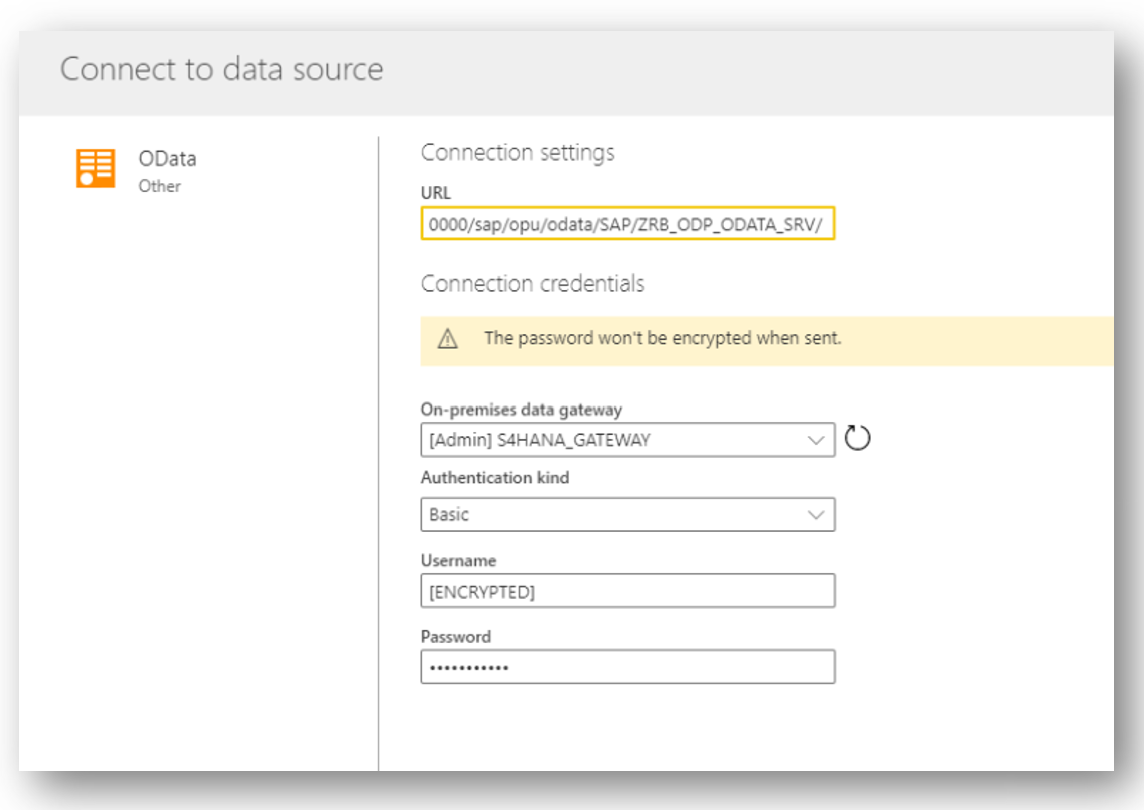 Connect to data source
OData
Other
Connection settings
URL
0000/sap/opu/odata/SAP/ZRB_ODP_ODATA_SRV/
Connection credentials
The password won't be encrypted when sent.
On-premises data gateway
[Admin] S4HANA_GATEWAY
Authentication kind
Basic
Username
[ENCRYPTED]
Password
•••••••••••